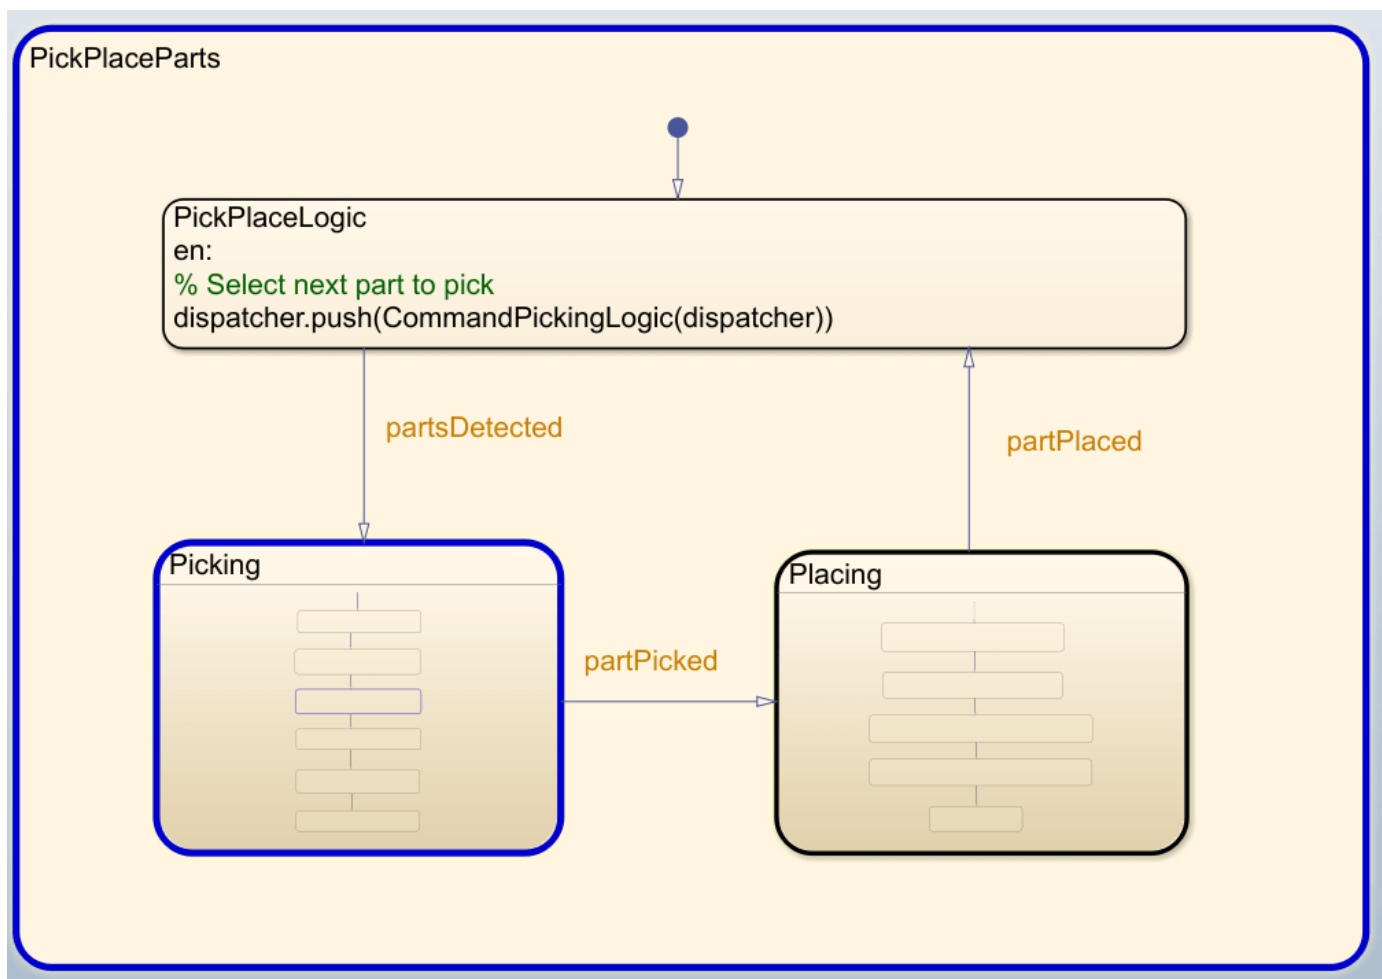 PickPlaceParts
PickPlaceLogic
en:
% Select next part to pick
dispatcher.push(CommandPickingLogic(dispatcher))
partsDetected
partPlaced
Picking
Placing
partPicked